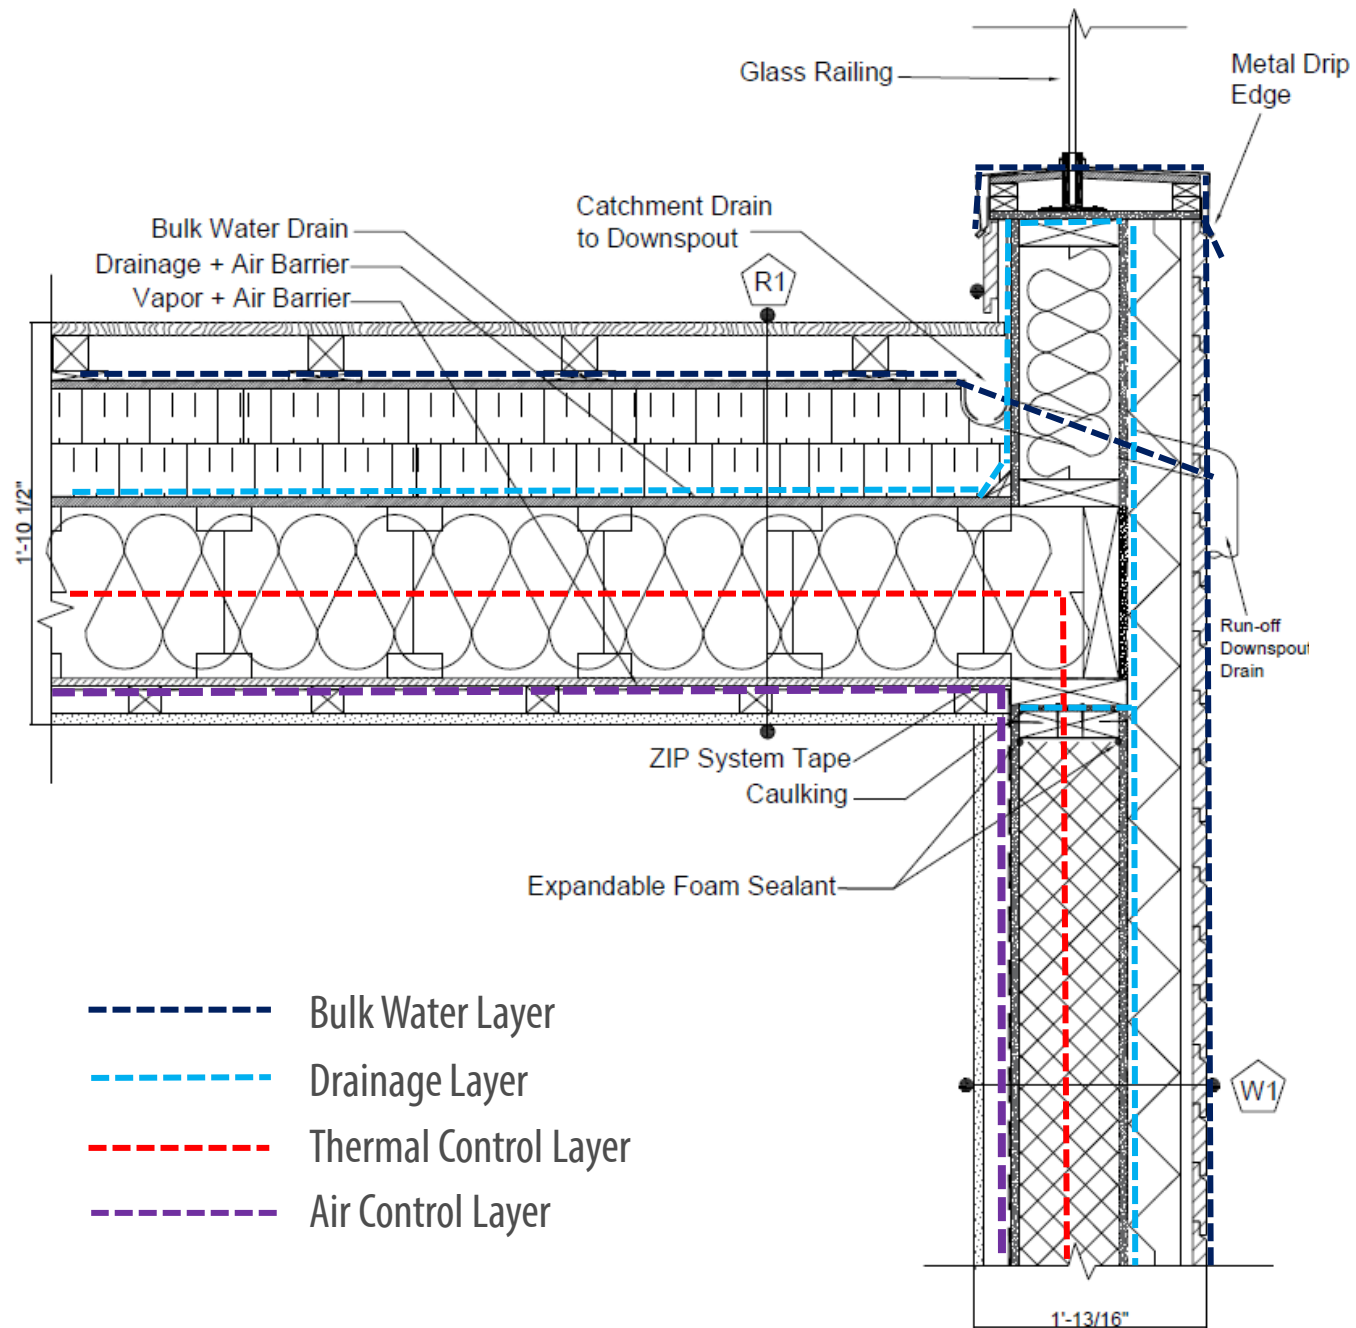 Glass Railing
Metal Drip
Edge
Catchment Drain
to Downspout
Bulk Water Drain
Drainage + Air Barrier
Vapor + Air Barrier
R1
1'-10 1/2"
Run-off
Downspout
Drain
ZIP System Tape
Caulking
Expandable Foam Sealant
Bulk Water Layer
Drainage Layer
Thermal Control Layer
Air Control Layer
W1
1'-13/16"